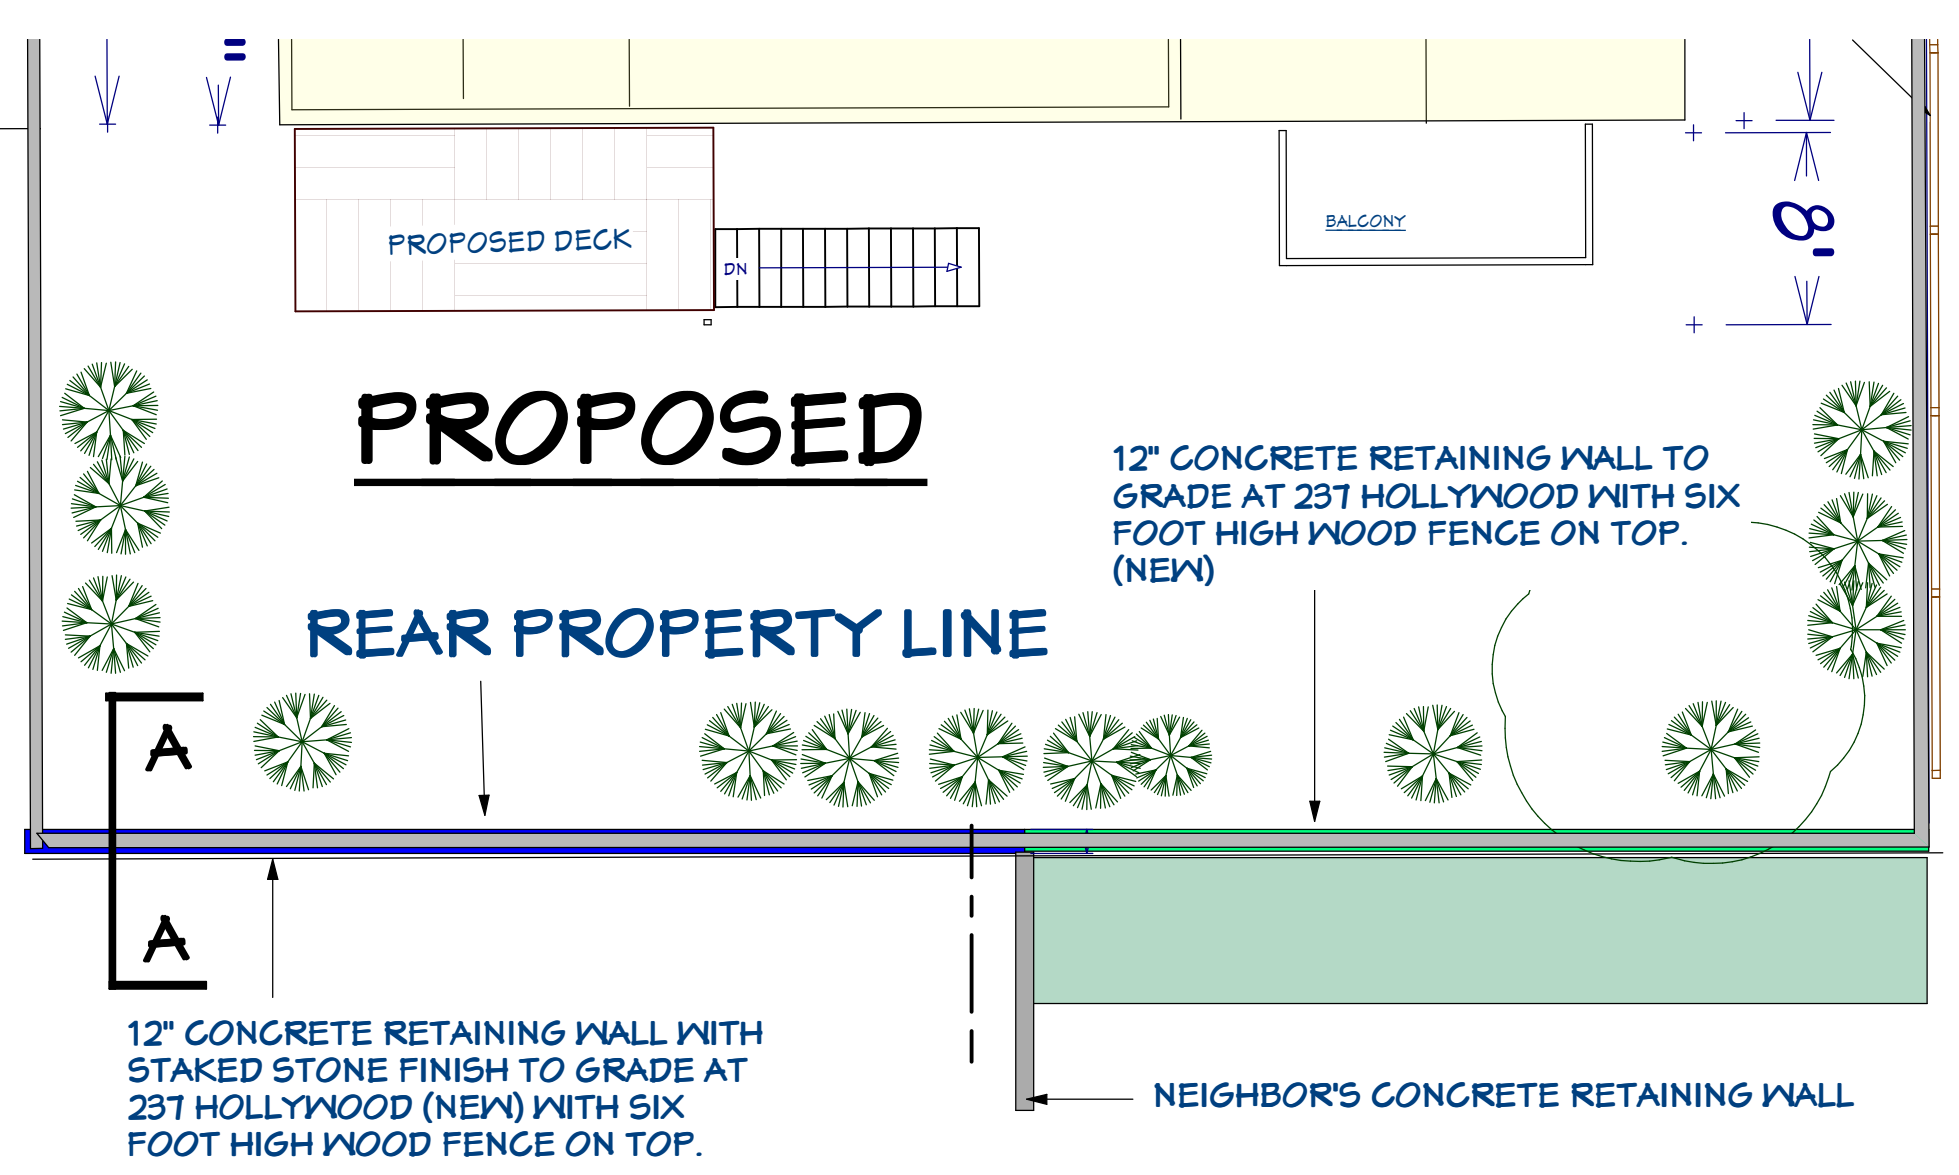 "
PROPOSED DECK
DN
BALCONY
8'
PROPOSED
12" CONCRETE RETAINING WALL TO
GRADE AT 237 HOLLYWOOD WITH SIX
FOOT HIGH WOOD FENCE ON TOP.
(NEW)
REAR PROPERTY LINE
A
A
12" CONCRETE RETAINING WALL WITH
STAKED STONE FINISH TO GRADE AT
237 HOLLYWOOD (NEW) WITH SIX
FOOT HIGH WOOD FENCE ON TOP.
NEIGHBOR'S CONCRETE RETAINING WALL